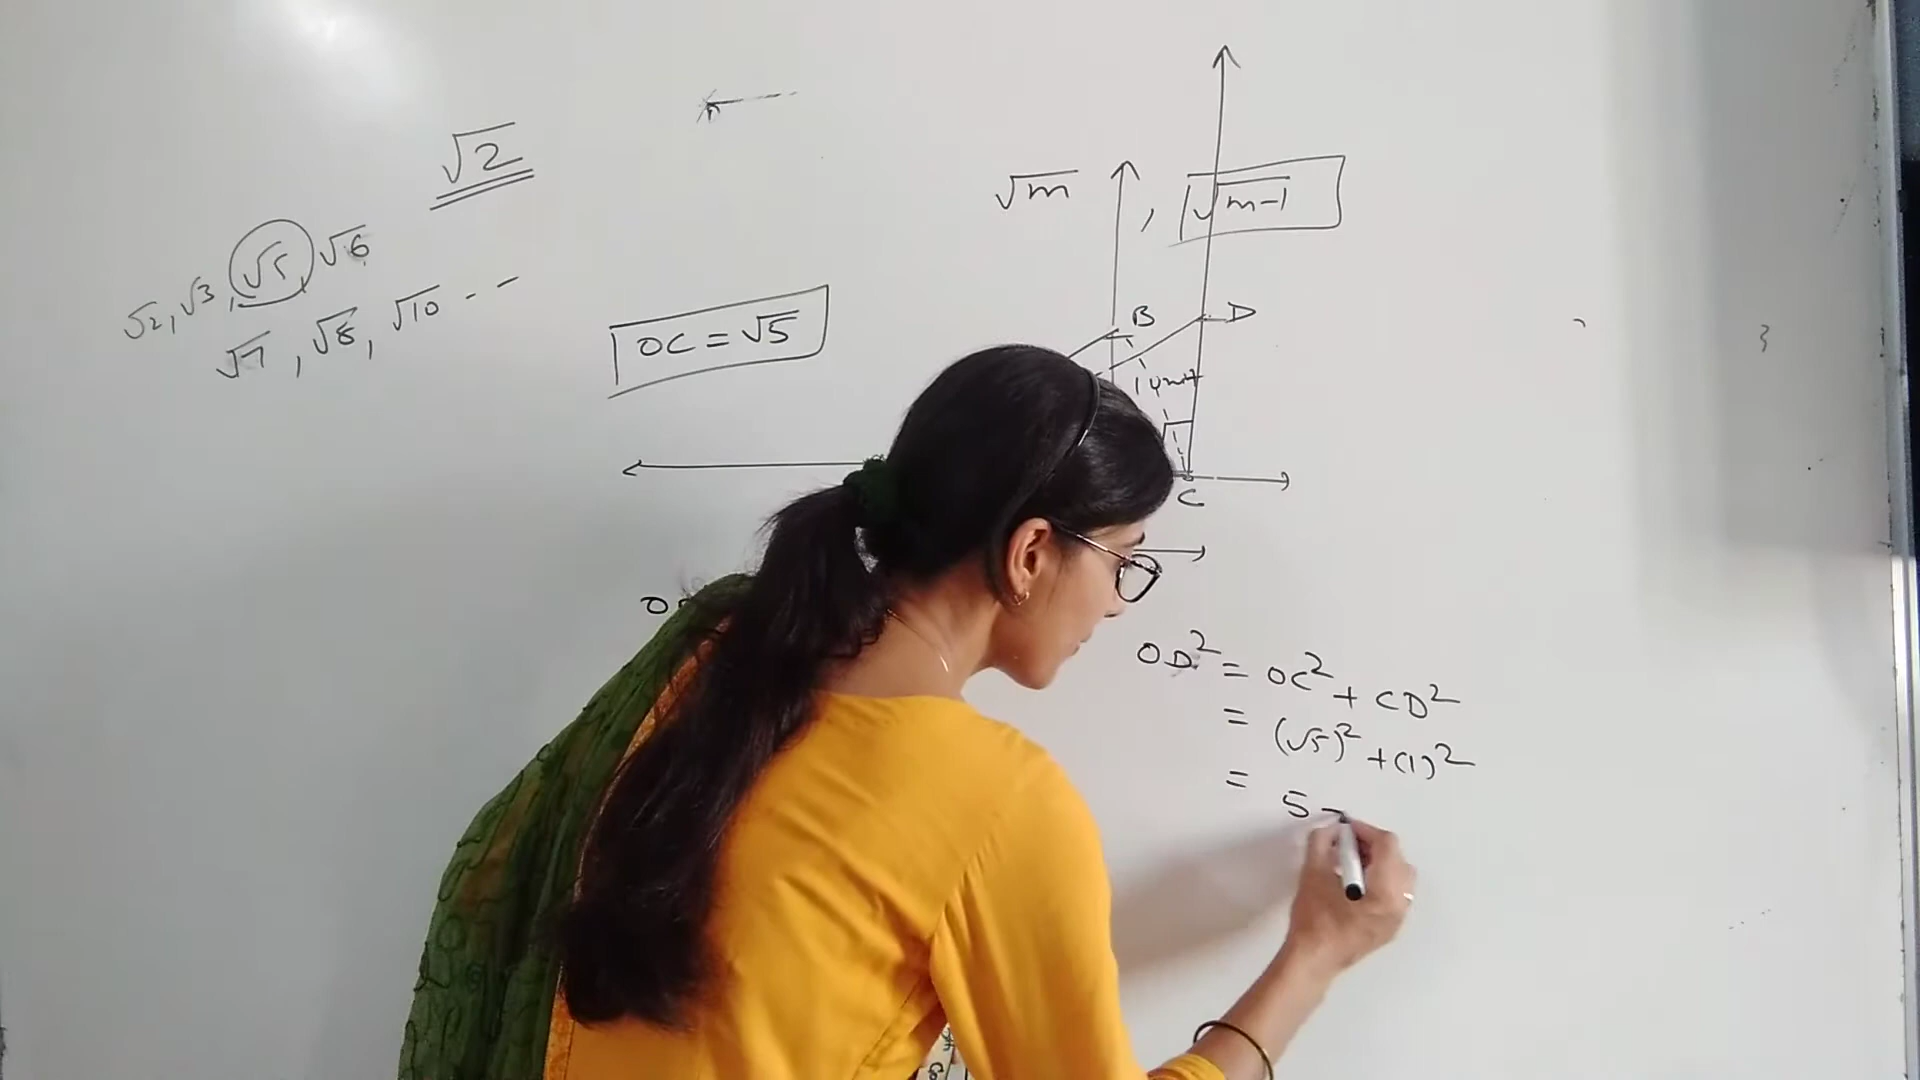 √2
√2, √3, √5, √6
√7, √8, √10 - -
OC = √5
√m, √m-1
B
D
1 unit
C
OD² = OC² + CD²
= (√5)² + (1)²
= 5